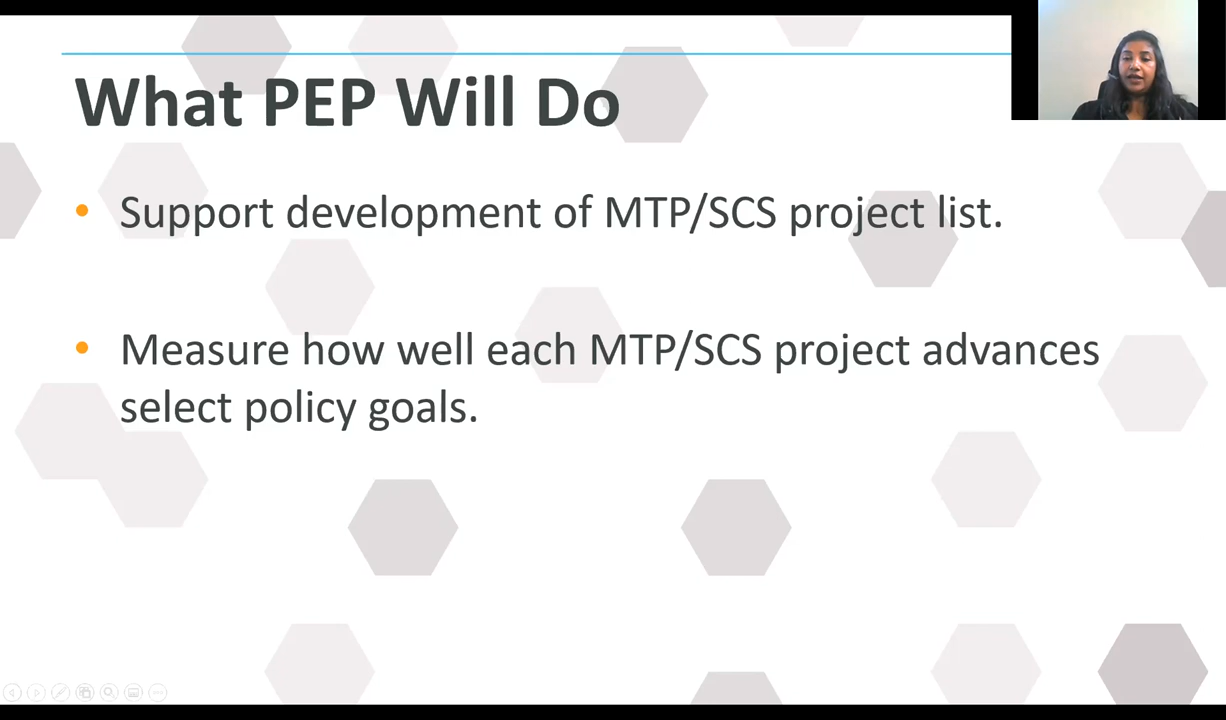 What PEP Will Do
• Support development of MTP/SCS project list.
• Measure how well each MTP/SCS project advances
select policy goals.